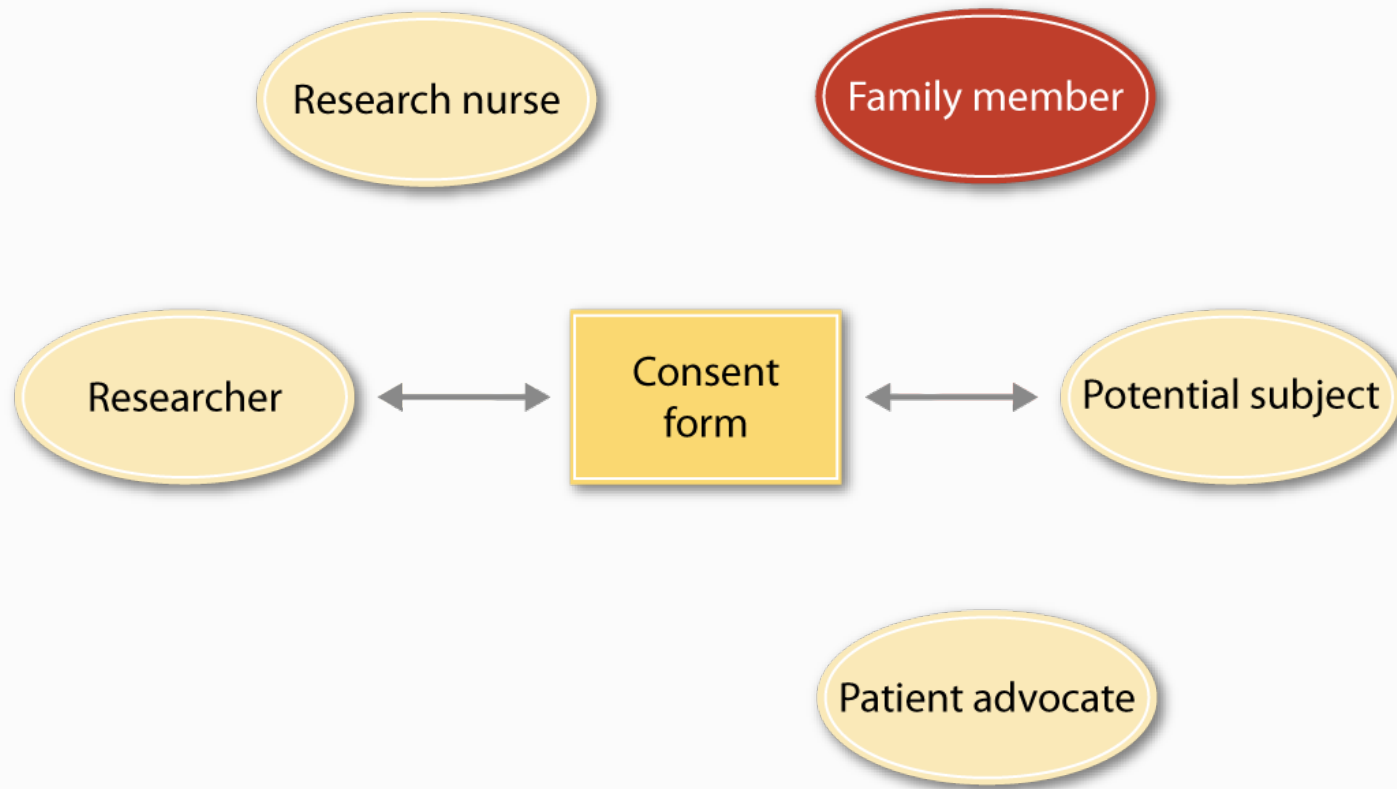 Research nurse
Family member
Researcher
Consent
form
Potential subject
Patient advocate